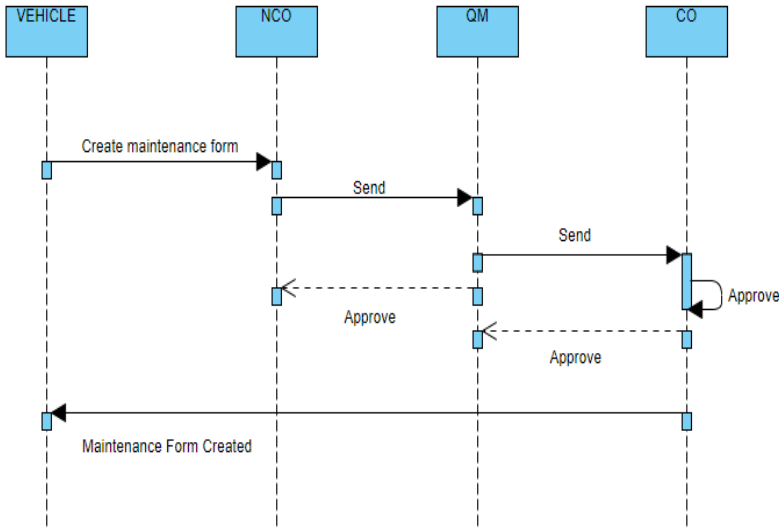 VEHICLE
NCO
QM
CO
Create maintenance form
Send
Send
Approve
Approve
Approve
Maintenance Form Created